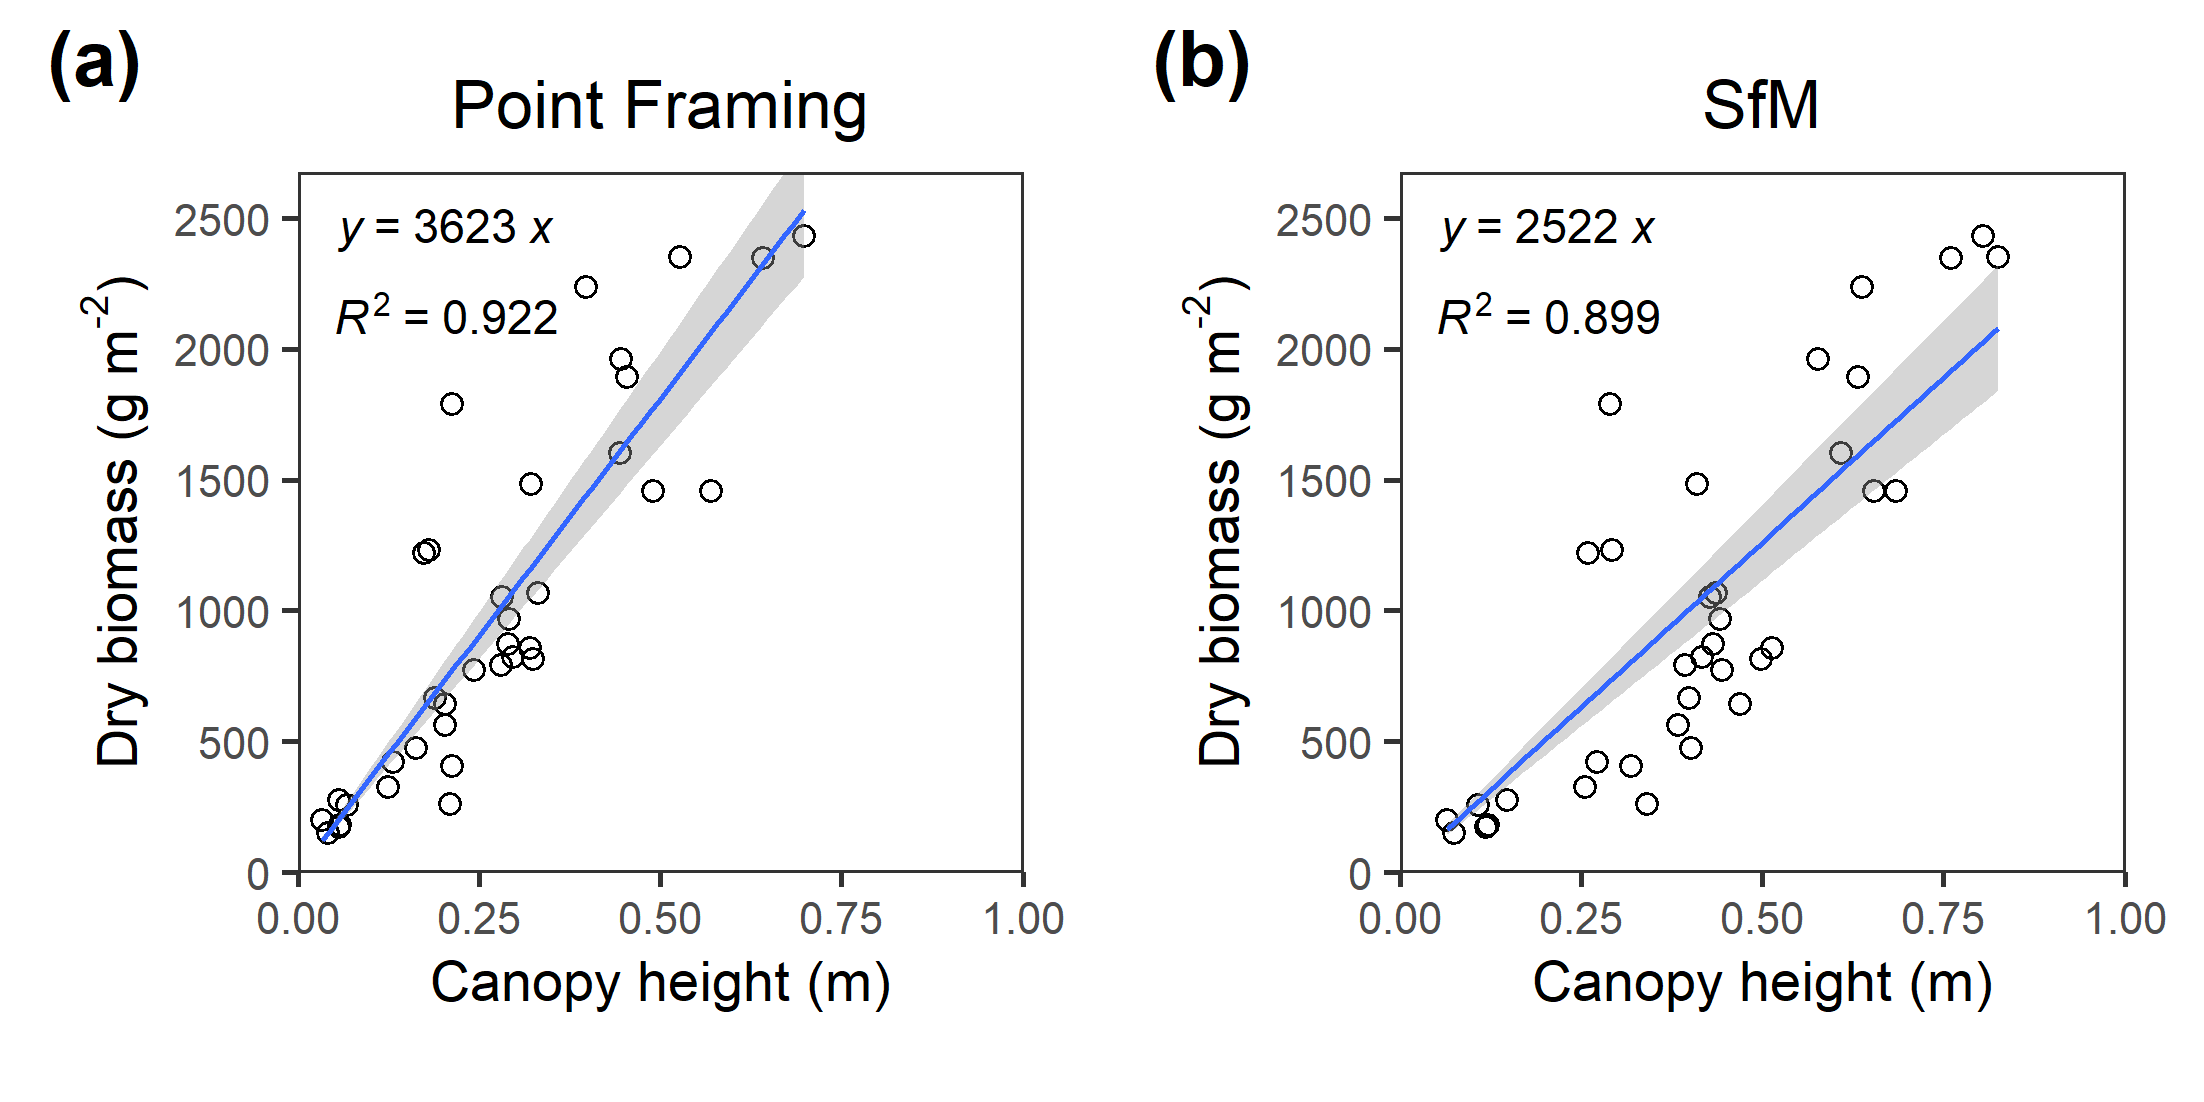 (a)
Point Framing
y = 3623 x
R² = 0.922
Dry biomass (g m⁻²)
2500
2000
1500
1000
500
0
0.00 0.25 0.50 0.75 1.00
Canopy height (m)
(b)
SfM
y = 2522 x
R² = 0.899
Dry biomass (g m⁻²)
2500
2000
1500
1000
500
0
0.00 0.25 0.50 0.75 1.00
Canopy height (m)